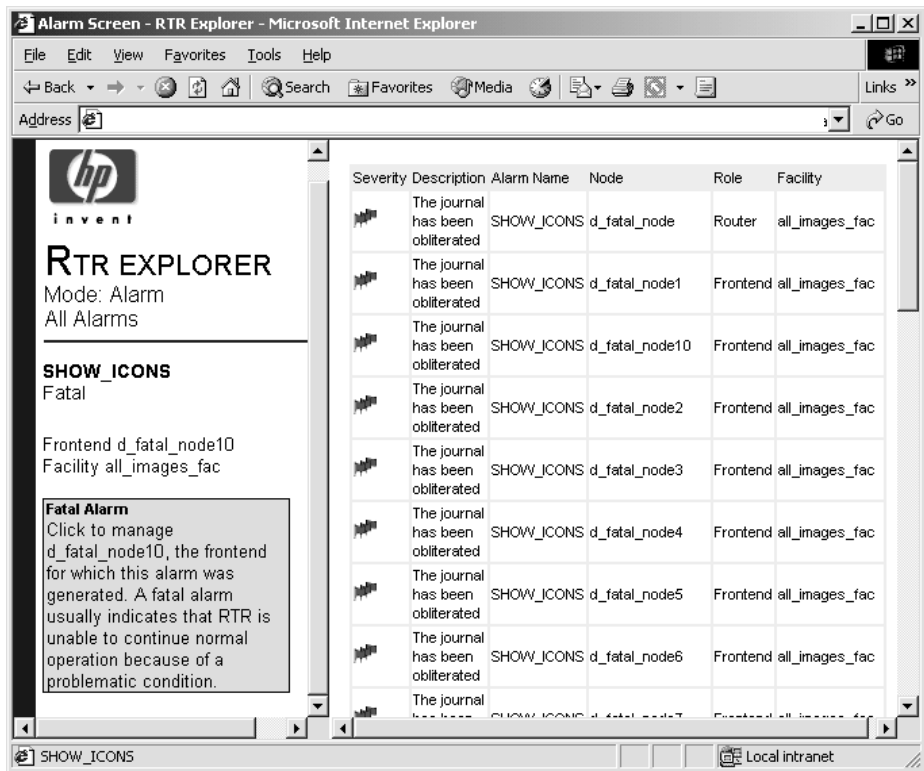 Alarm Screen - RTR Explorer - Microsoft Internet Explorer
File Edit View Favorites Tools Help
Back Search Favorites Media Links »
Address Go
hp
invent
RTR EXPLORER
Mode: Alarm
All Alarms
SHOW_ICONS
Fatal
Frontend d_fatal_node10
Facility all_images_fac
Fatal Alarm
Click to manage
d_fatal_node10, the frontend
for which this alarm was
generated. A fatal alarm
usually indicates that RTR is
unable to continue normal
operation because of a
problematic condition.
Severity Description Alarm Name Node Role Facility
The journal
has been
obliterated
SHOW_ICONS d_fatal_node Router all_images_fac
The journal
has been
obliterated
SHOW_ICONS d_fatal_node1 Frontend all_images_fac
The journal
has been
obliterated
SHOW_ICONS d_fatal_node10 Frontend all_images_fac
The journal
has been
obliterated
SHOW_ICONS d_fatal_node2 Frontend all_images_fac
The journal
has been
obliterated
SHOW_ICONS d_fatal_node3 Frontend all_images_fac
The journal
has been
obliterated
SHOW_ICONS d_fatal_node4 Frontend all_images_fac
The journal
has been
obliterated
SHOW_ICONS d_fatal_node5 Frontend all_images_fac
The journal
has been
obliterated
SHOW_ICONS d_fatal_node6 Frontend all_images_fac
The journal
SHOW_ICONS
Local intranet